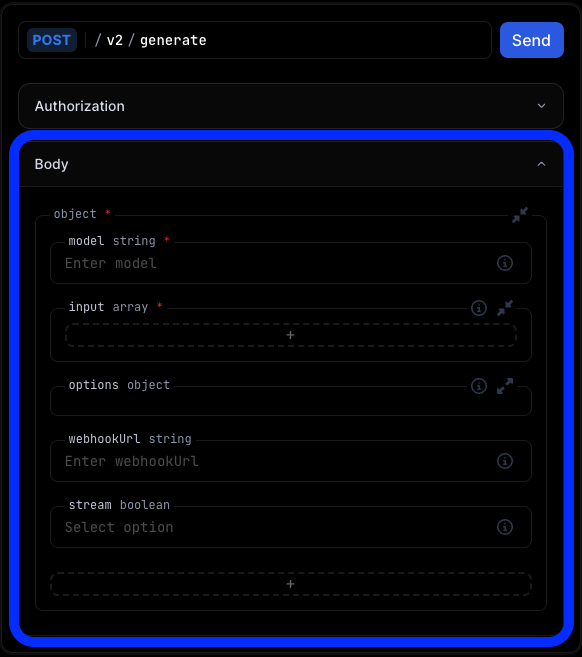 POST / v2 / generate Send
Authorization
Body
object *
model string *
Enter model
input array *
+
options object
webhookUrl string
Enter webhookUrl
stream boolean
Select option
+